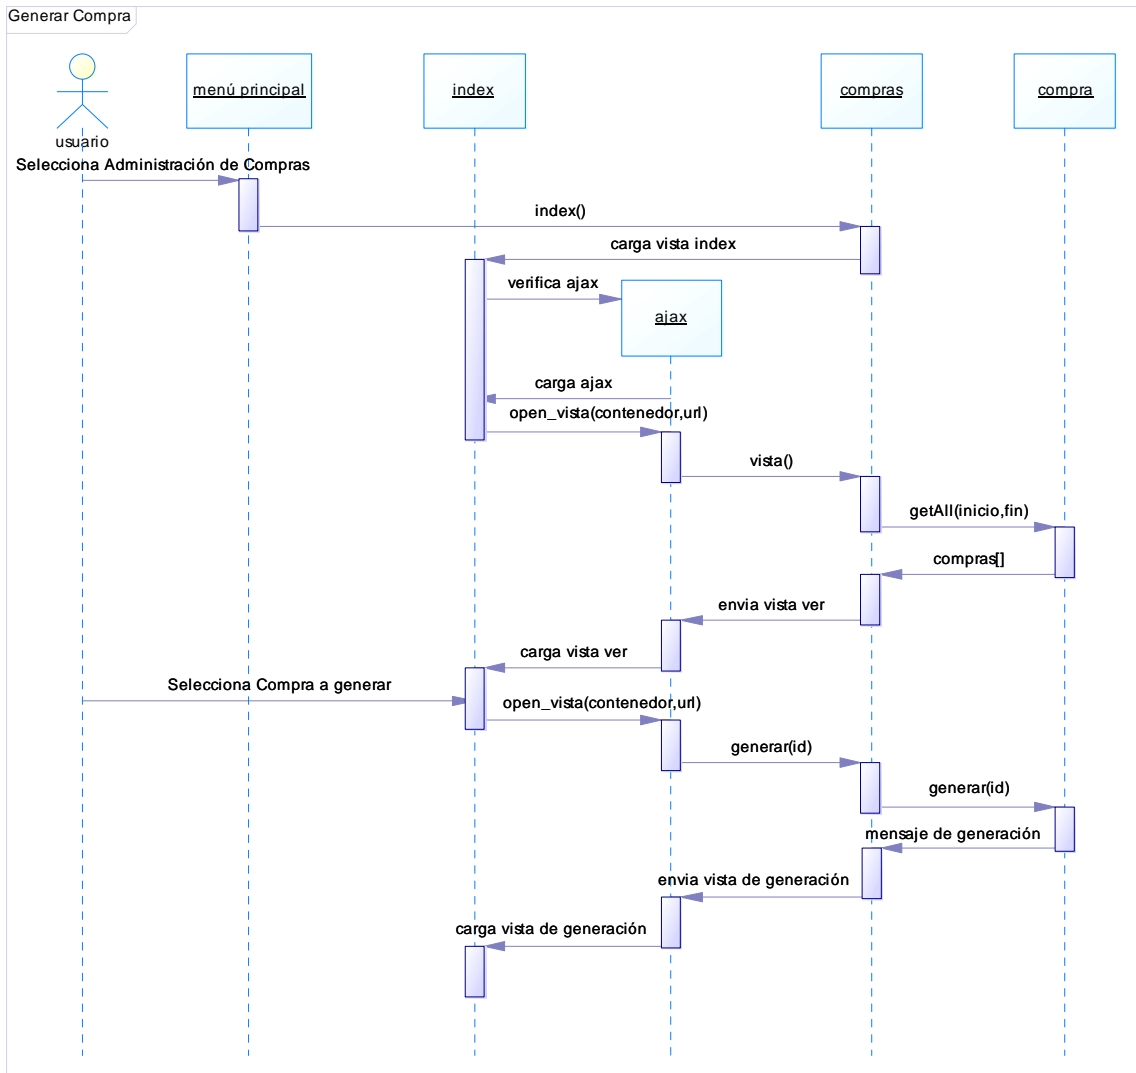 Generar Compra
menú principal
index
compras
compra
usuario
Selecciona Administración de Compras
index()
carga vista index
verifica ajax
ajax
carga ajax
open_vista(contenedor,url)
vista()
getAll(inicio,fin)
compras[]
envia vista ver
carga vista ver
Selecciona Compra a generar
open_vista(contenedor,url)
generar(id)
generar(id)
mensaje de generación
envia vista de generación
carga vista de generación